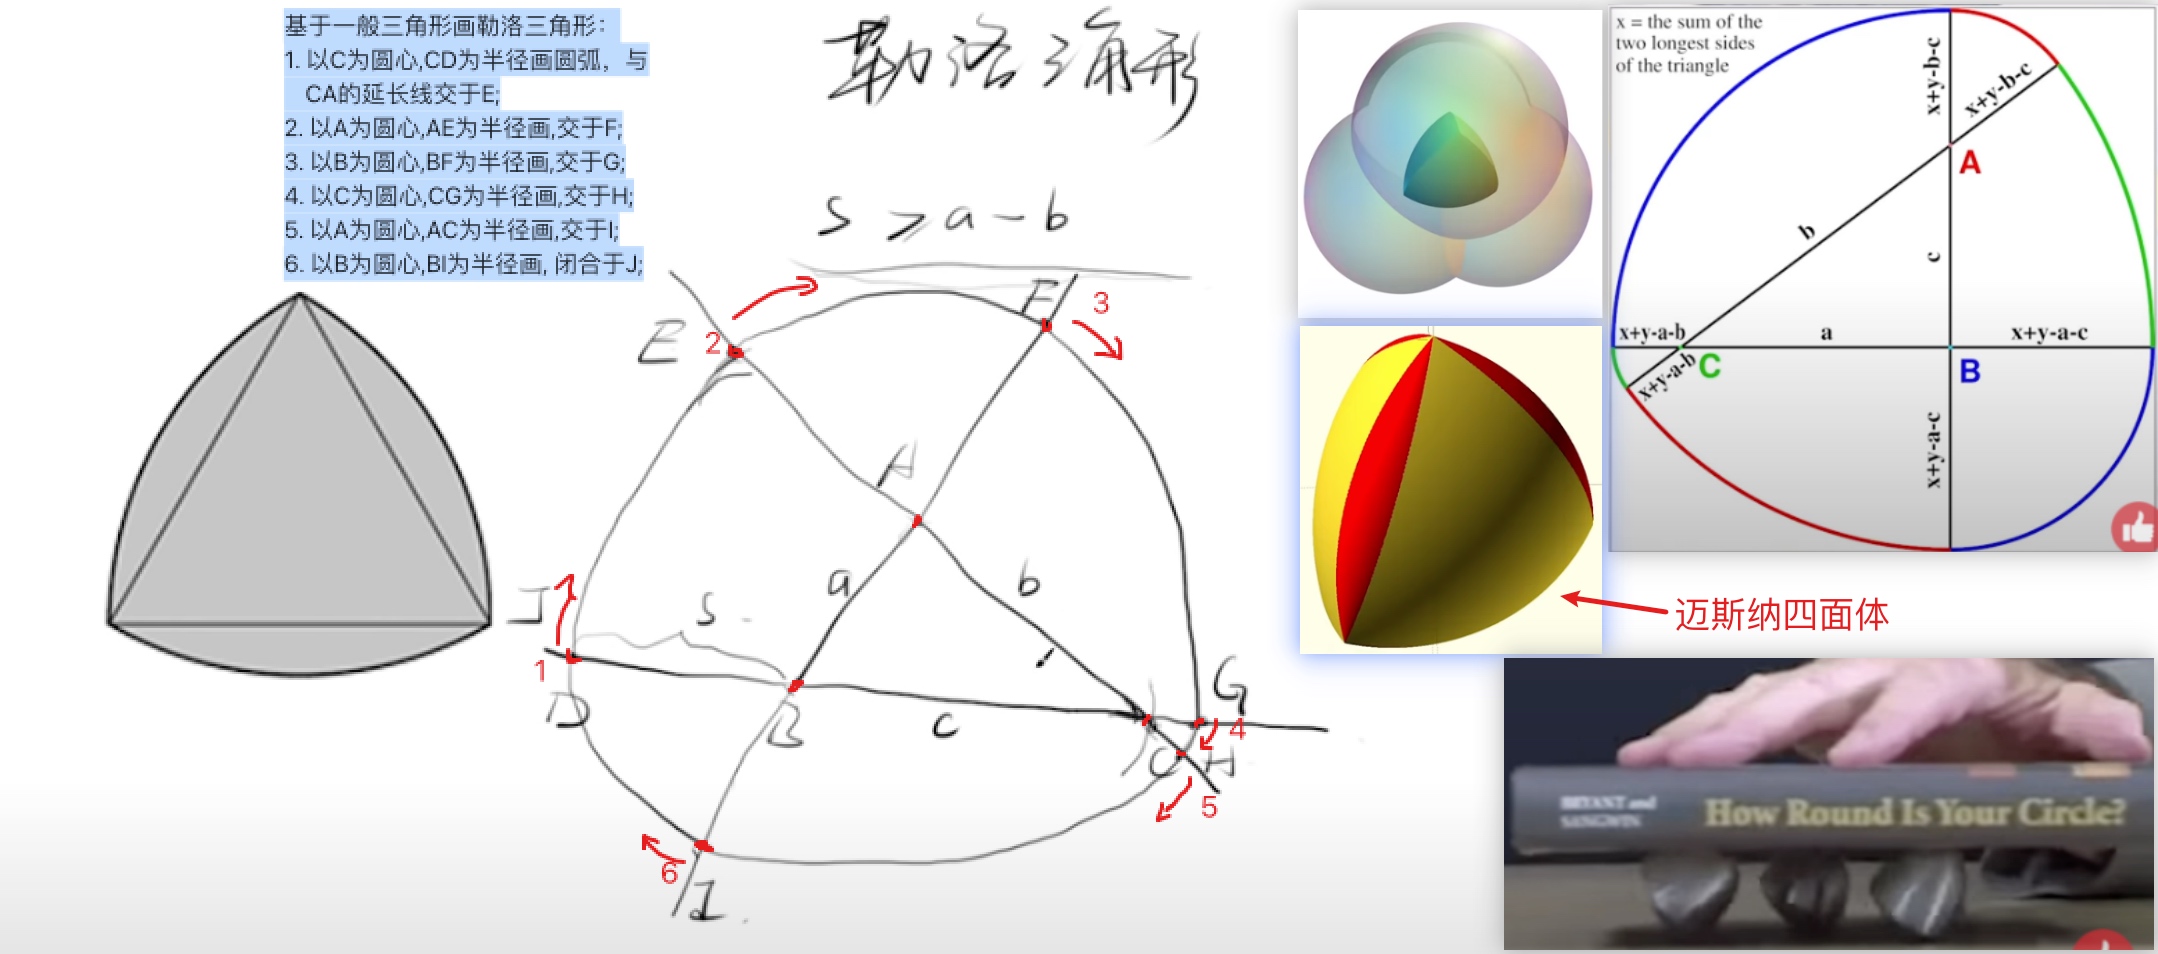 基于一般三角形画勒洛三角形：
1. 以C为圆心,CD为半径画圆弧，与
CA的延长线交于E;
2. 以A为圆心,AE为半径画,交于F;
3. 以B为圆心,BF为半径画,交于G;
4. 以C为圆心,CG为半径画,交于H;
5. 以A为圆心,AC为半径画,交于I;
6. 以B为圆心,BI为半径画, 闭合于J;
勒洛三角形
S > a - b
E
2
F
3
A
a
b
S
J
1
D
B
c
C
G
4
H
5
6
I
x = the sum of the
two longest sides
of the triangle
x+y-b-c
x+y-b-c
A
b
c
x+y-a-b
a
x+y-a-c
x+y-a-b
C
B
x+y-a-c
迈斯纳四面体
BRYANT and
SANGWIN
How Round Is Your Circle?